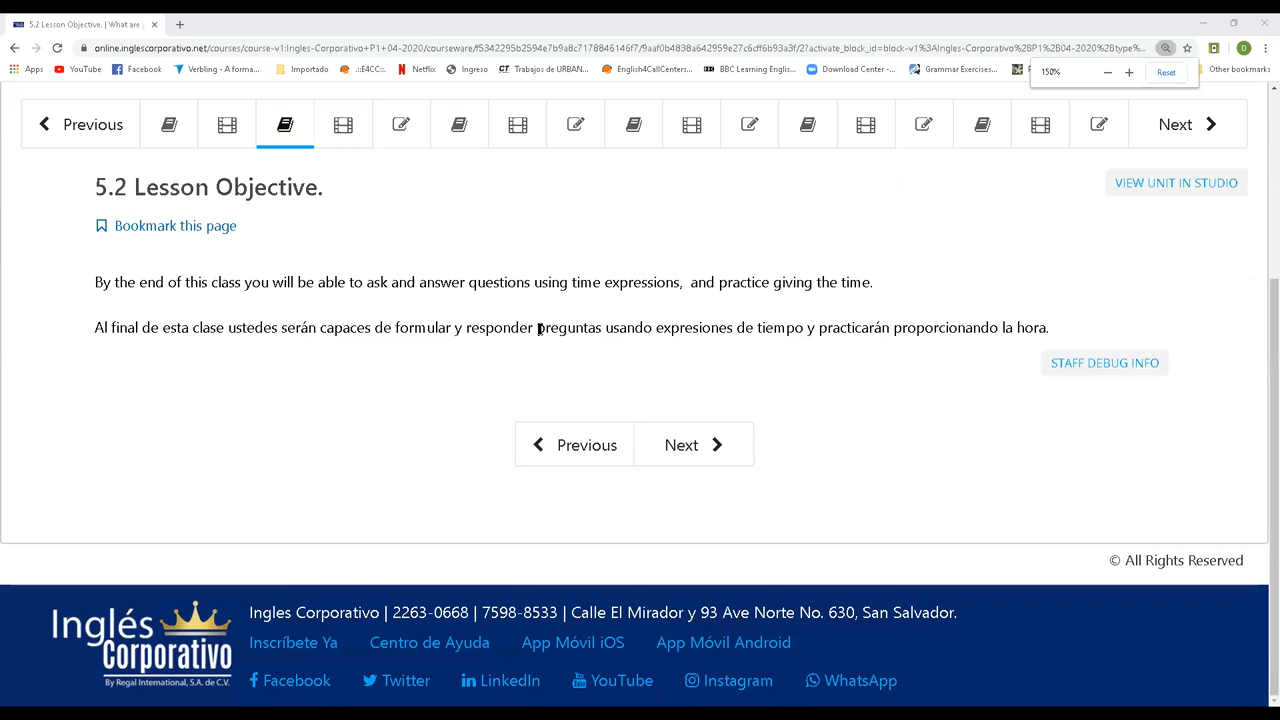 5.2 Lesson Objective. | What are
online.inglescorporativo.net/courses/course-v1:Ingles-Corporativo+P1+04-2020/courseware/f5342295b2594e7b9a8c7178846146f7/9aaf0b4838a642959e27c6cff6b93a3f/2?activate_block_id=block-v1%3AIngles-Corporativo%2BP1%2B04-2020%2Btype%...
Apps YouTube Facebook Verbling - A forma... Importado .::E4CC::. Netflix Ingreso Trabajos de URBAN... English4CallCenters... BBC Learning Englis... Download Center -... Grammar Exercises... Other bookmarks
150% Reset
Previous Next
5.2 Lesson Objective.
VIEW UNIT IN STUDIO
Bookmark this page
By the end of this class you will be able to ask and answer questions using time expressions, and practice giving the time.
Al final de esta clase ustedes serán capaces de formular y responder preguntas usando expresiones de tiempo y practicarán proporcionando la hora.
STAFF DEBUG INFO
Previous Next
© All Rights Reserved
Inglés Corporativo
By Regal International, S.A. de C.V.
Ingles Corporativo | 2263-0668 | 7598-8533 | Calle El Mirador y 93 Ave Norte No. 630, San Salvador.
Inscríbete Ya Centro de Ayuda App Móvil iOS App Móvil Android
Facebook Twitter LinkedIn YouTube Instagram WhatsApp